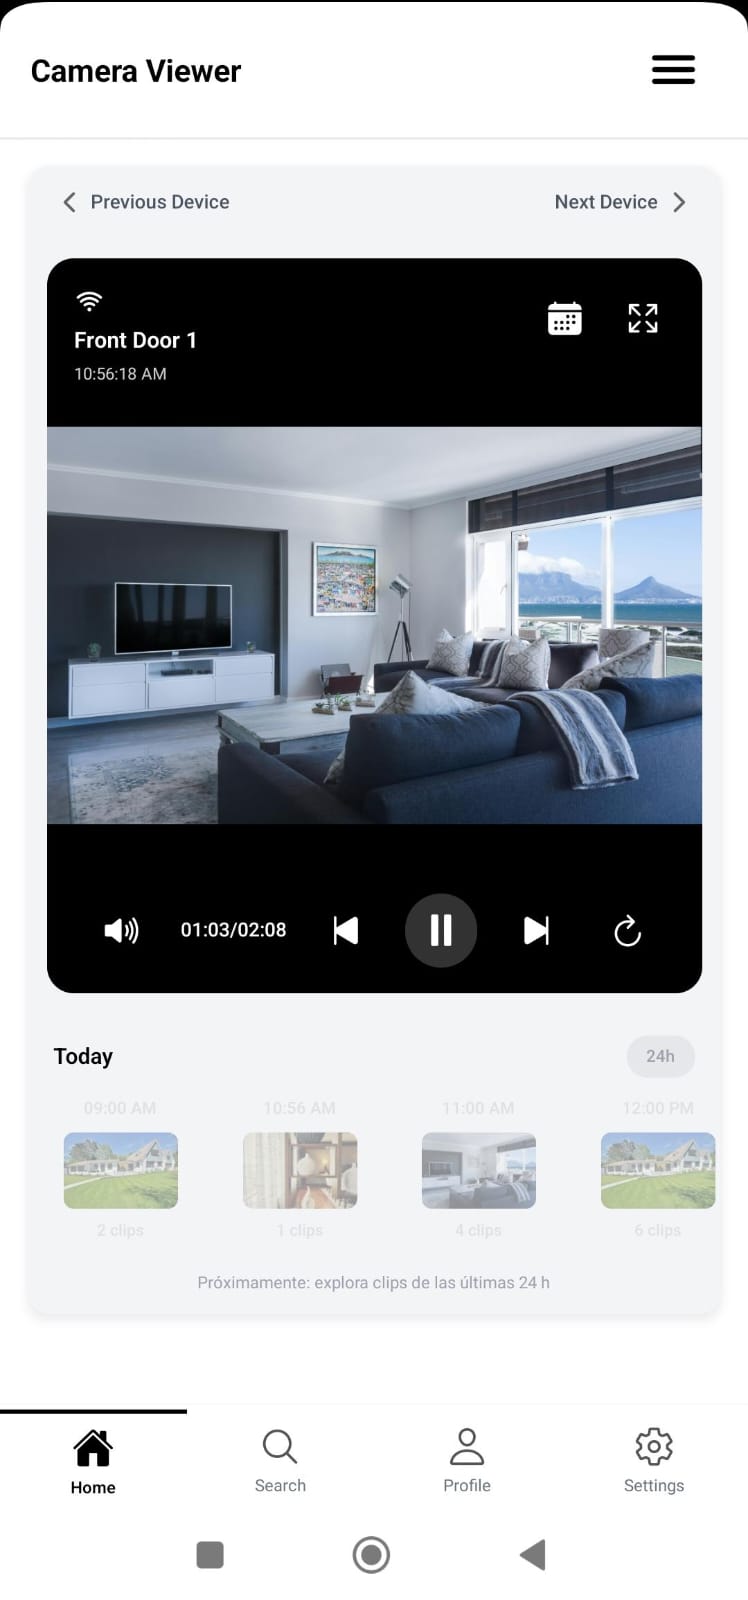 Camera Viewer
Previous Device
Next Device
Front Door 1
10:56:18 AM
01:03/02:08
Today
24h
09:00 AM
10:56 AM
11:00 AM
12:00 PM
2 clips
1 clips
4 clips
6 clips
Próximamente: explora clips de las últimas 24 h
Home
Search
Profile
Settings